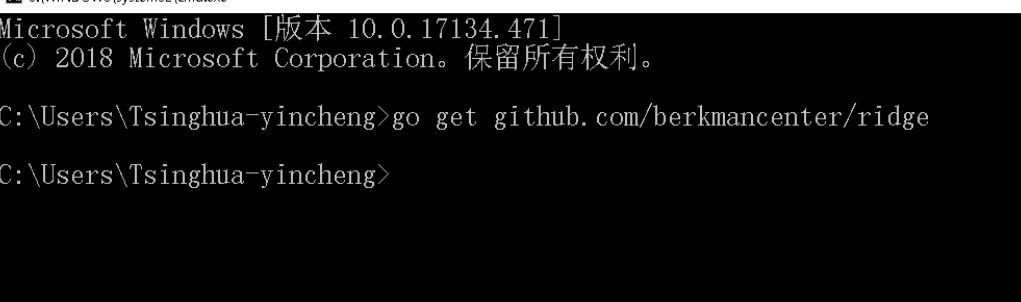 Microsoft Windows [版本 10.0.17134.471]
(c) 2018 Microsoft Corporation。保留所有权利。
C:\Users\Tsinghua-yincheng>go get github.com/berkmancenter/ridge
C:\Users\Tsinghua-yincheng>